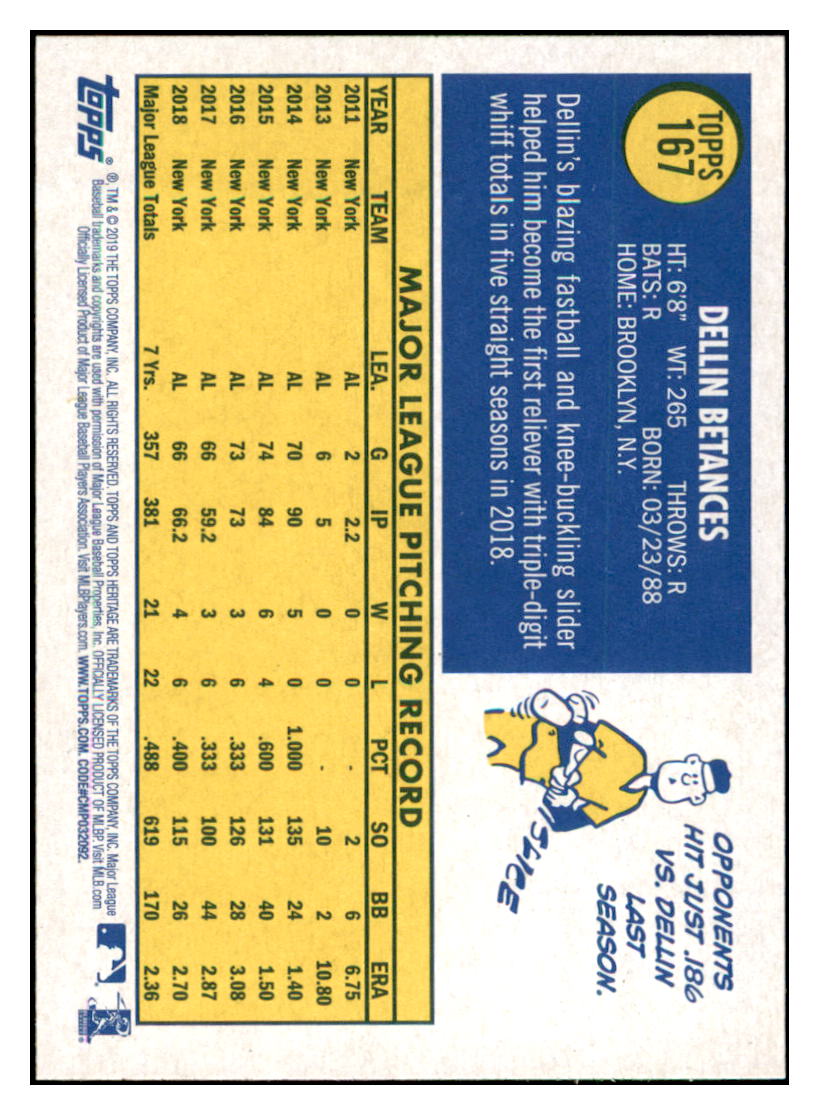 TOPPS
167
DELLIN BETANCES
HT: 6'8" WT: 265 THROWS: R
BATS: R BORN: 03/23/88
HOME: BROOKLYN, N.Y.
Dellin's blazing fastball and knee-buckling slider
helped him become the first reliever with triple-digit
whiff totals in five straight seasons in 2018.
OPPONENTS
HIT JUST .186
VS. DELLIN
LAST
SEASON.
SLICE
MAJOR LEAGUE PITCHING RECORD
YEAR TEAM LEA. G IP W L PCT SO BB ERA
2011 New York AL 2 2.2 0 0 - 2 6 6.75
2013 New York AL 6 5 0 0 - 10 2 10.80
2014 New York AL 70 90 5 0 1.000 135 24 1.40
2015 New York AL 74 84 6 4 .600 131 40 1.50
2016 New York AL 73 73 3 6 .333 126 28 3.08
2017 New York AL 66 59.2 3 6 .333 100 44 2.87
2018 New York AL 66 66.2 4 6 .400 115 26 2.70
Major League Totals 7 Yrs. 357 381 21 22 .488 619 170 2.36
topps®
®, TM & © 2019 THE TOPPS COMPANY, INC. ALL RIGHTS RESERVED. TOPPS AND TOPPS HERITAGE ARE TRADEMARKS OF THE TOPPS COMPANY, INC. Major League
Baseball trademarks and copyrights are used with permission of Major League Baseball Properties, Inc. OFFICIALLY LICENSED PRODUCT OF MLBP. Visit MLB.com
Officially Licensed Product of Major League Baseball Players Association. Visit MLBPlayers.com. WWW.TOPPS.COM. CODE#CMP032092.